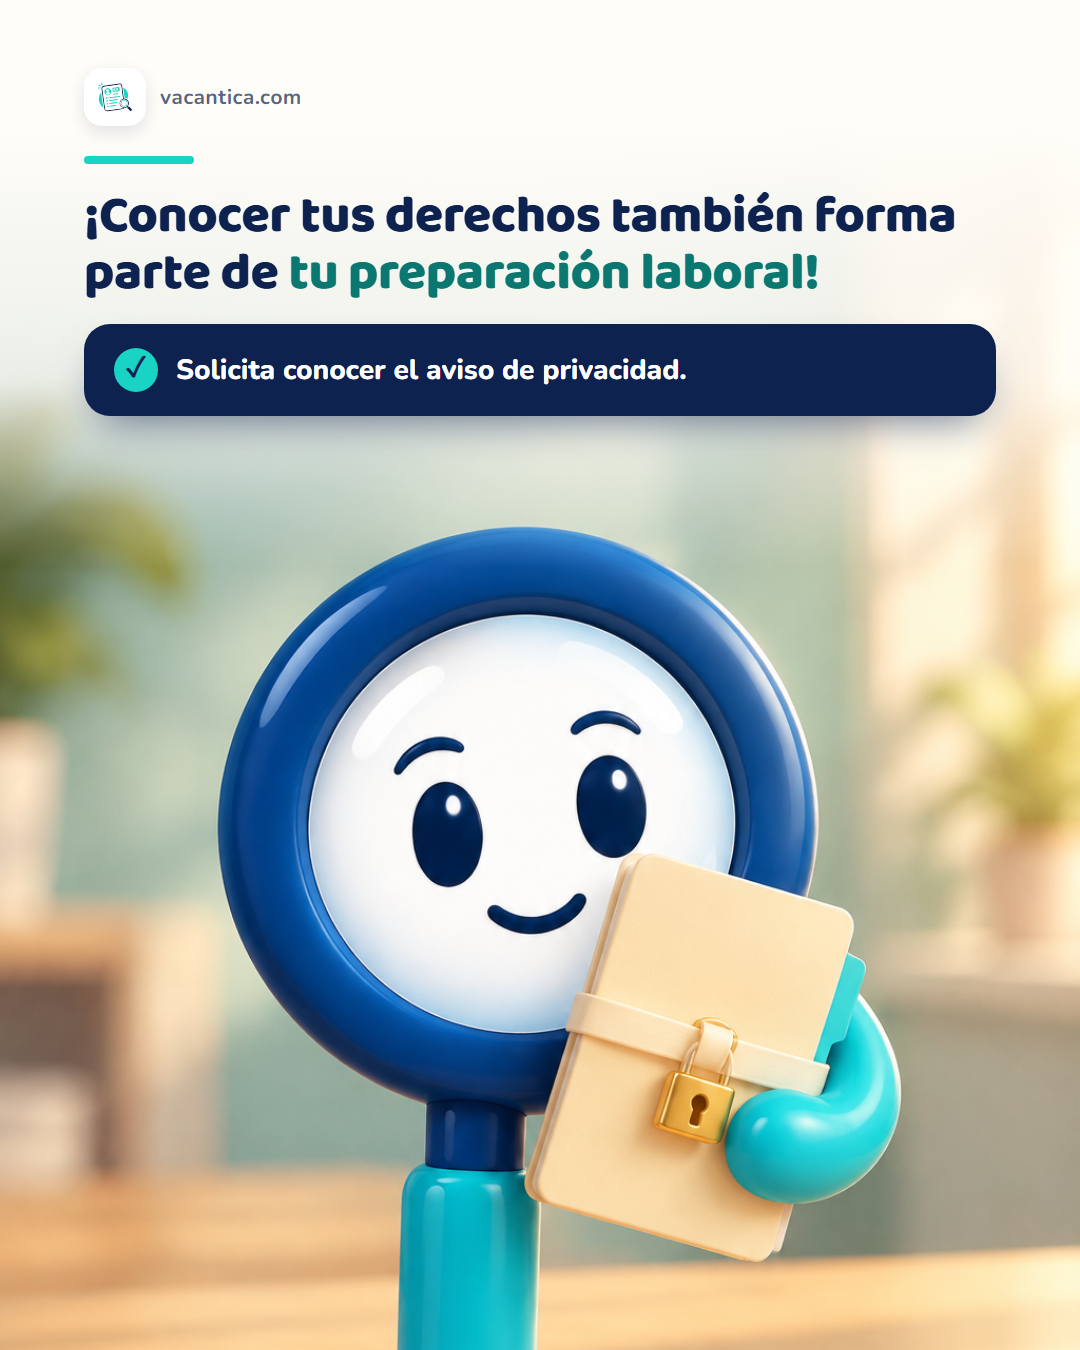 vacantica.com
¡Conocer tus derechos también forma
parte de tu preparación laboral!
Solicita conocer el aviso de privacidad.